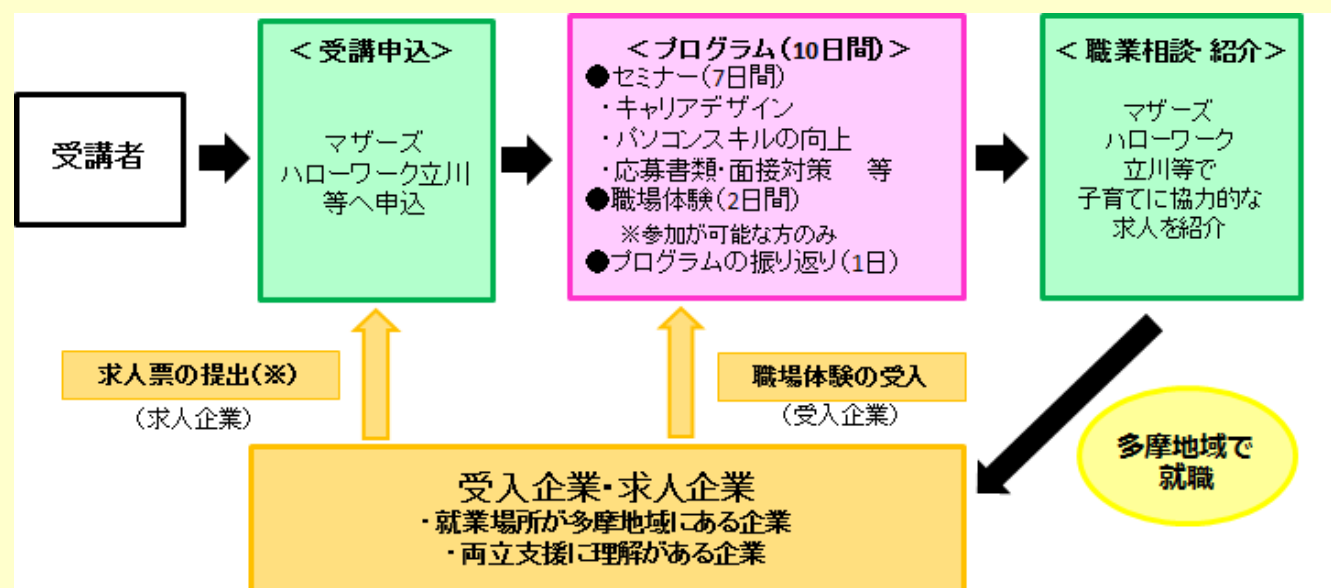 受講者
＜受講申込＞
マザーズ
ハローワーク立川
等へ申込
＜プログラム（10日間）＞
●セミナー（7日間）
・キャリアデザイン
・パソコンスキルの向上
・応募書類・面接対策　等
●職場体験（2日間）
※参加が可能な方のみ
●プログラムの振り返り（1日）
＜職業相談・紹介＞
マザーズ
ハローワーク
立川等で
子育てに協力的な
求人を紹介
求人票の提出（※）
（求人企業）
職場体験の受入
（受入企業）
多摩地域で
就職
受入企業・求人企業
・就業場所が多摩地域にある企業
・両立支援に理解がある企業